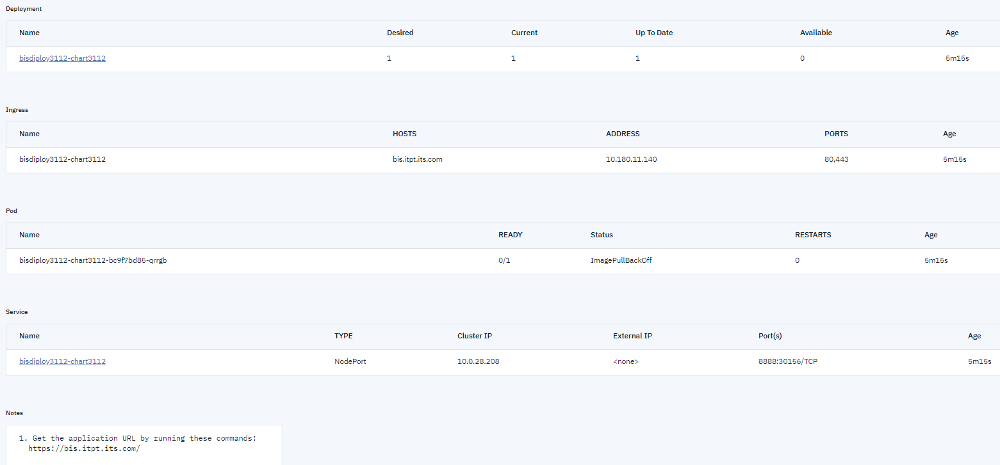 Deployment
Name Desired Current Up To Date Available Age
bisdiploy3112-chart3112 1 1 1 0 5m15s
Ingress
Name HOSTS ADDRESS PORTS Age
bisdiploy3112-chart3112 bis.itpt.its.com 10.180.11.140 80,443 5m15s
Pod
Name READY Status RESTARTS Age
bisdiploy3112-chart3112-bc9f7bd85-qrrgb 0/1 ImagePullBackOff 0 5m15s
Service
Name TYPE Cluster IP External IP Port(s) Age
bisdiploy3112-chart3112 NodePort 10.0.28.208 <none> 8888:30156/TCP 5m15s
Notes
1. Get the application URL by running these commands:
https://bis.itpt.its.com/